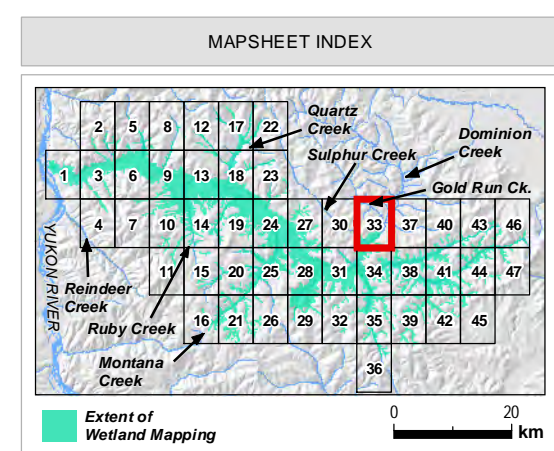 MAPSHEET INDEX
Quartz
Creek
Dominion
Creek
Sulphur Creek
Gold Run Ck.
2 5 8 12 17 22
1 3 6 9 13 18 23
4 7 10 14 19 24 27 30 33 37 40 43 46
11 15 20 25 28 31 34 38 41 44 47
16 21 26 29 32 35 39 42 45
36
YUKON RIVER
Reindeer
Creek
Ruby Creek
Montana
Creek
Extent of
Wetland Mapping
0 20
km